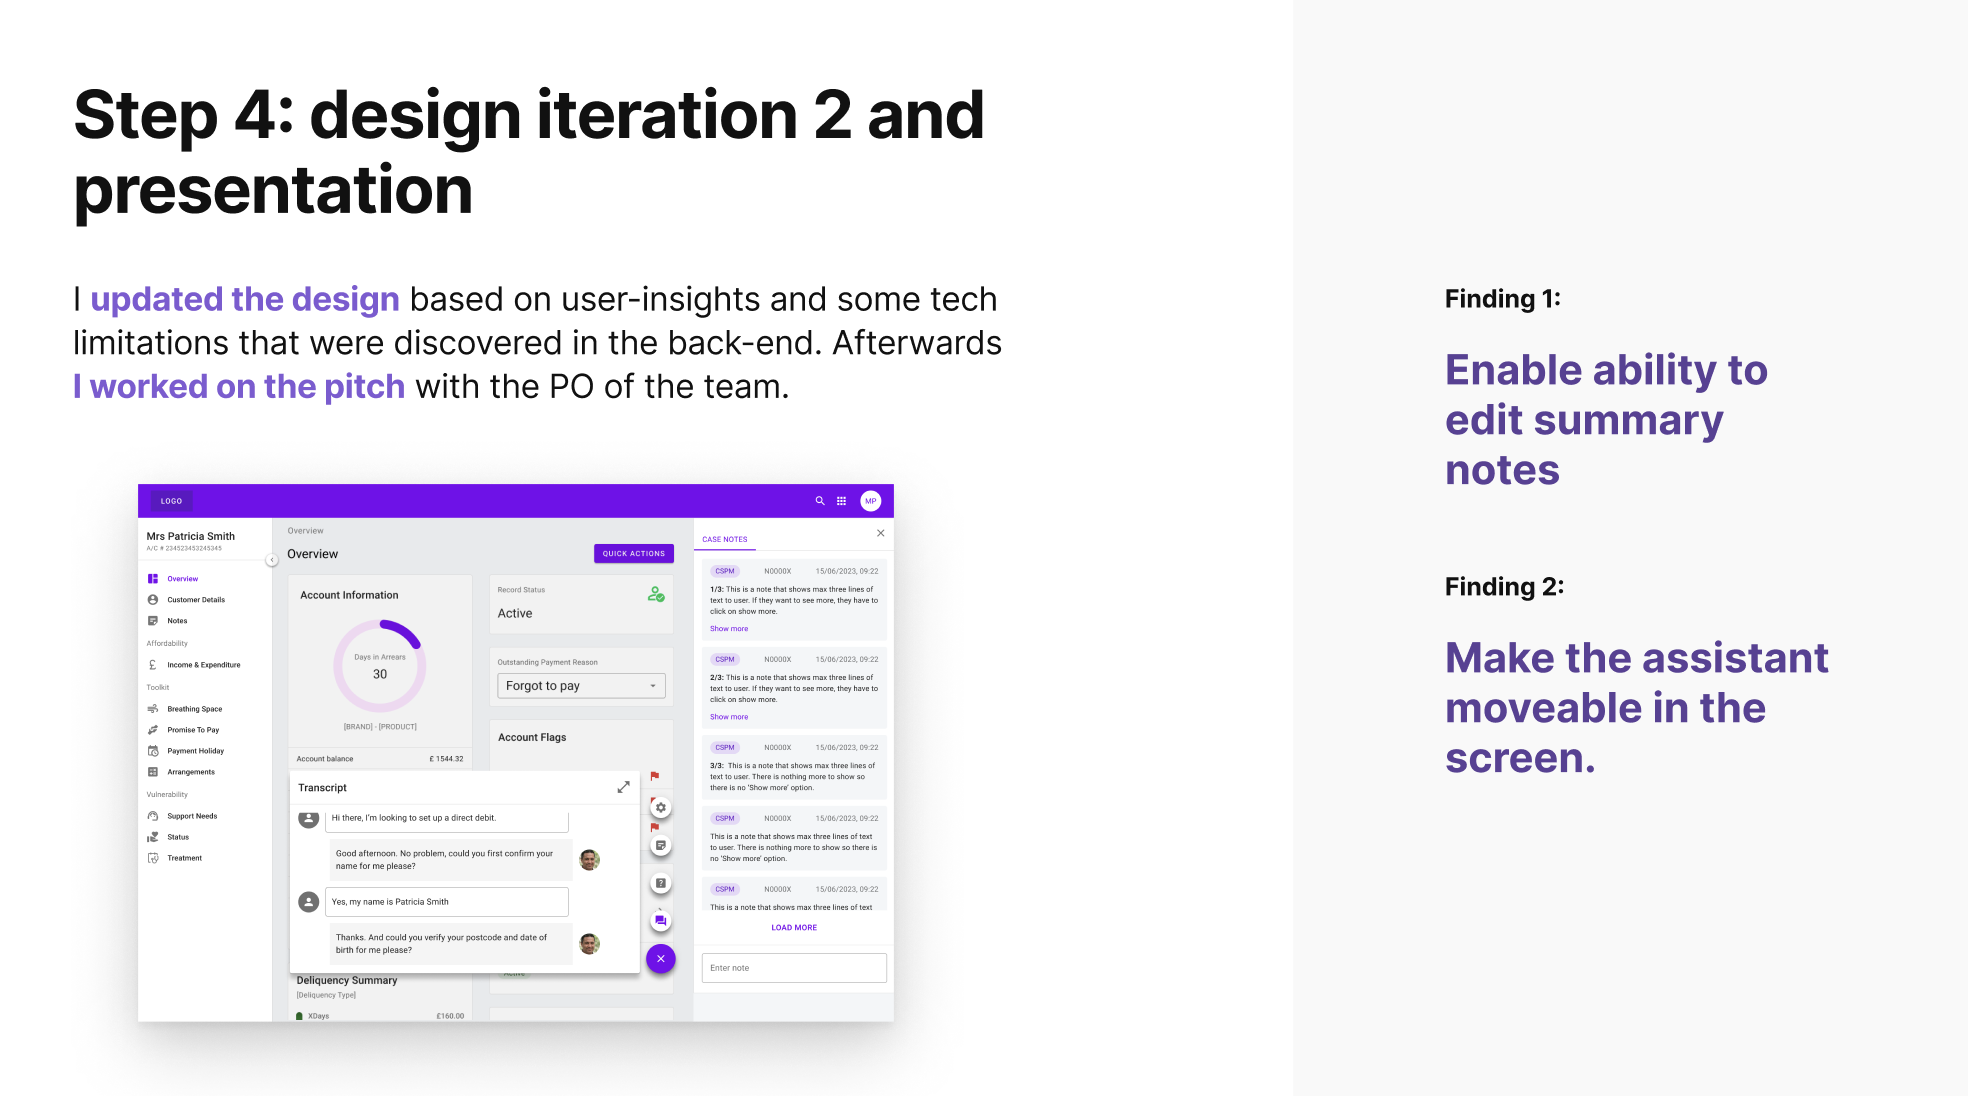 Step 4: design iteration 2 and
presentation
I updated the design based on user-insights and some tech
limitations that were discovered in the back-end. Afterwards
I worked on the pitch with the PO of the team.
LOGO
MP
Mrs Patricia Smith
A/C # 234523453245345
Overview
Customer Details
Notes
Affordability
Income & Expenditure
Toolkit
Breathing Space
Promise To Pay
Payment Holiday
Arrangements
Vulnerability
Support Needs
Status
Treatment
Overview
Overview
QUICK ACTIONS
Account Information
Days in Arrears
30
[BRAND] - [PRODUCT]
Account balance £ 1544.32
Record Status
Active
Outstanding Payment Reason
Forgot to pay
Account Flags
Transcript
Hi there, I'm looking to set up a direct debit.
Good afternoon. No problem, could you first confirm your
name for me please?
Yes, my name is Patricia Smith
Thanks. And could you verify your postcode and date of
birth for me please?
Active
Deliquency Summary
[Deliquency Type]
XDays £160.00
CASE NOTES
CSPM N0000X 15/06/2023, 09:22
1/3: This is a note that shows max three lines of
text to user. If they want to see more, they have to
click on show more.
Show more
CSPM N0000X 15/06/2023, 09:22
2/3: This is a note that shows max three lines of
text to user. If they want to see more, they have to
click on show more.
Show more
CSPM N0000X 15/06/2023, 09:22
3/3: This is a note that shows max three lines of
text to user. There is nothing more to show so
there is no 'Show more' option.
CSPM N0000X 15/06/2023, 09:22
This is a note that shows max three lines of text
to user. There is nothing more to show so there is
no 'Show more' option.
CSPM N0000X 15/06/2023, 09:22
This is a note that shows max three lines of text
LOAD MORE
Enter note
Finding 1:
Enable ability to
edit summary
notes
Finding 2:
Make the assistant
moveable in the
screen.